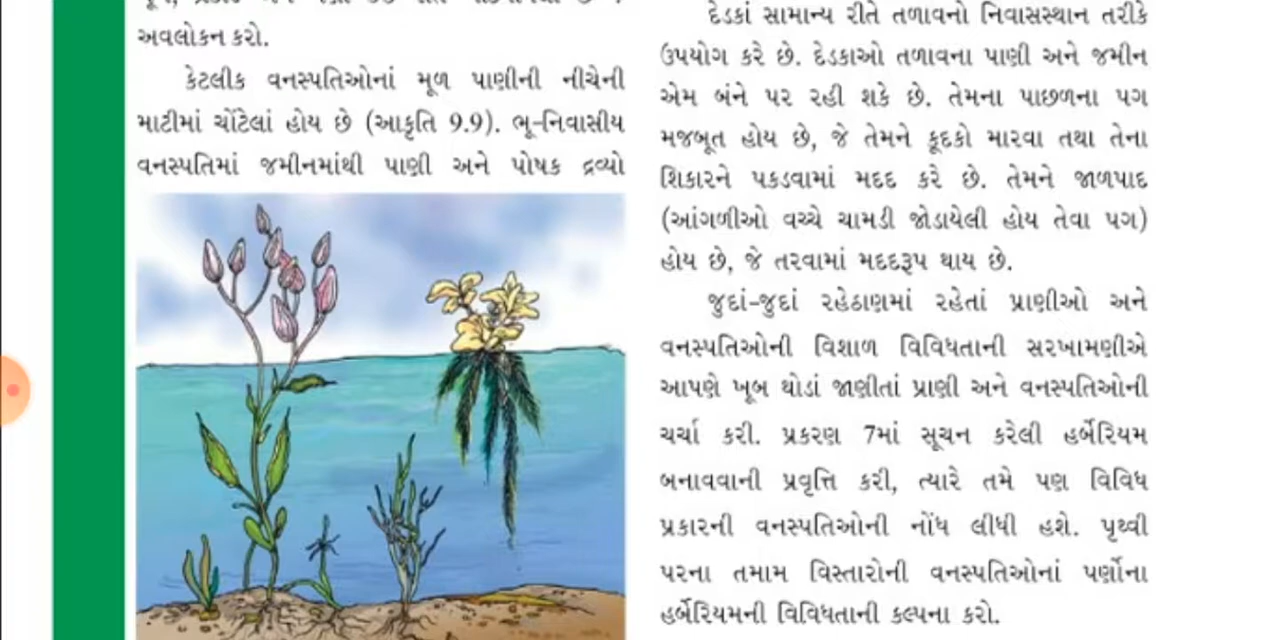 અવલોકન કરો.
કેટલીક વનસ્પતિઓનાં મૂળ પાણીની નીચેની
માટીમાં ચોંટેલાં હોય છે (આકૃતિ 9.9). ભૂ-નિવાસીય
વનસ્પતિમાં જમીનમાંથી પાણી અને પોષક દ્રવ્યો
દેડકાં સામાન્ય રીતે તળાવનો નિવાસસ્થાન તરીકે
ઉપયોગ કરે છે. દેડકાઓ તળાવના પાણી અને જમીન
એમ બંને પર રહી શકે છે. તેમના પાછળના પગ
મજબૂત હોય છે, જે તેમને કૂદકો મારવા તથા તેના
શિકારને પકડવામાં મદદ કરે છે. તેમને જાળપાદ
(આંગળીઓ વચ્ચે ચામડી જોડાયેલી હોય તેવા પગ)
હોય છે, જે તરવામાં મદદરૂપ થાય છે.
જુદાં-જુદાં રહેઠાણમાં રહેતાં પ્રાણીઓ અને
વનસ્પતિઓની વિશાળ વિવિધતાની સરખામણીએ
આપણે ખૂબ થોડાં જાણીતાં પ્રાણી અને વનસ્પતિઓની
ચર્ચા કરી. પ્રકરણ 7માં સૂચન કરેલી હર્બેરિયમ
બનાવવાની પ્રવૃત્તિ કરી, ત્યારે તમે પણ વિવિધ
પ્રકારની વનસ્પતિઓની નોંધ લીધી હશે. પૃથ્વી
પરના તમામ વિસ્તારોની વનસ્પતિઓનાં પર્ણોના
હર્બેરિયમની વિવિધતાની કલ્પના કરો.